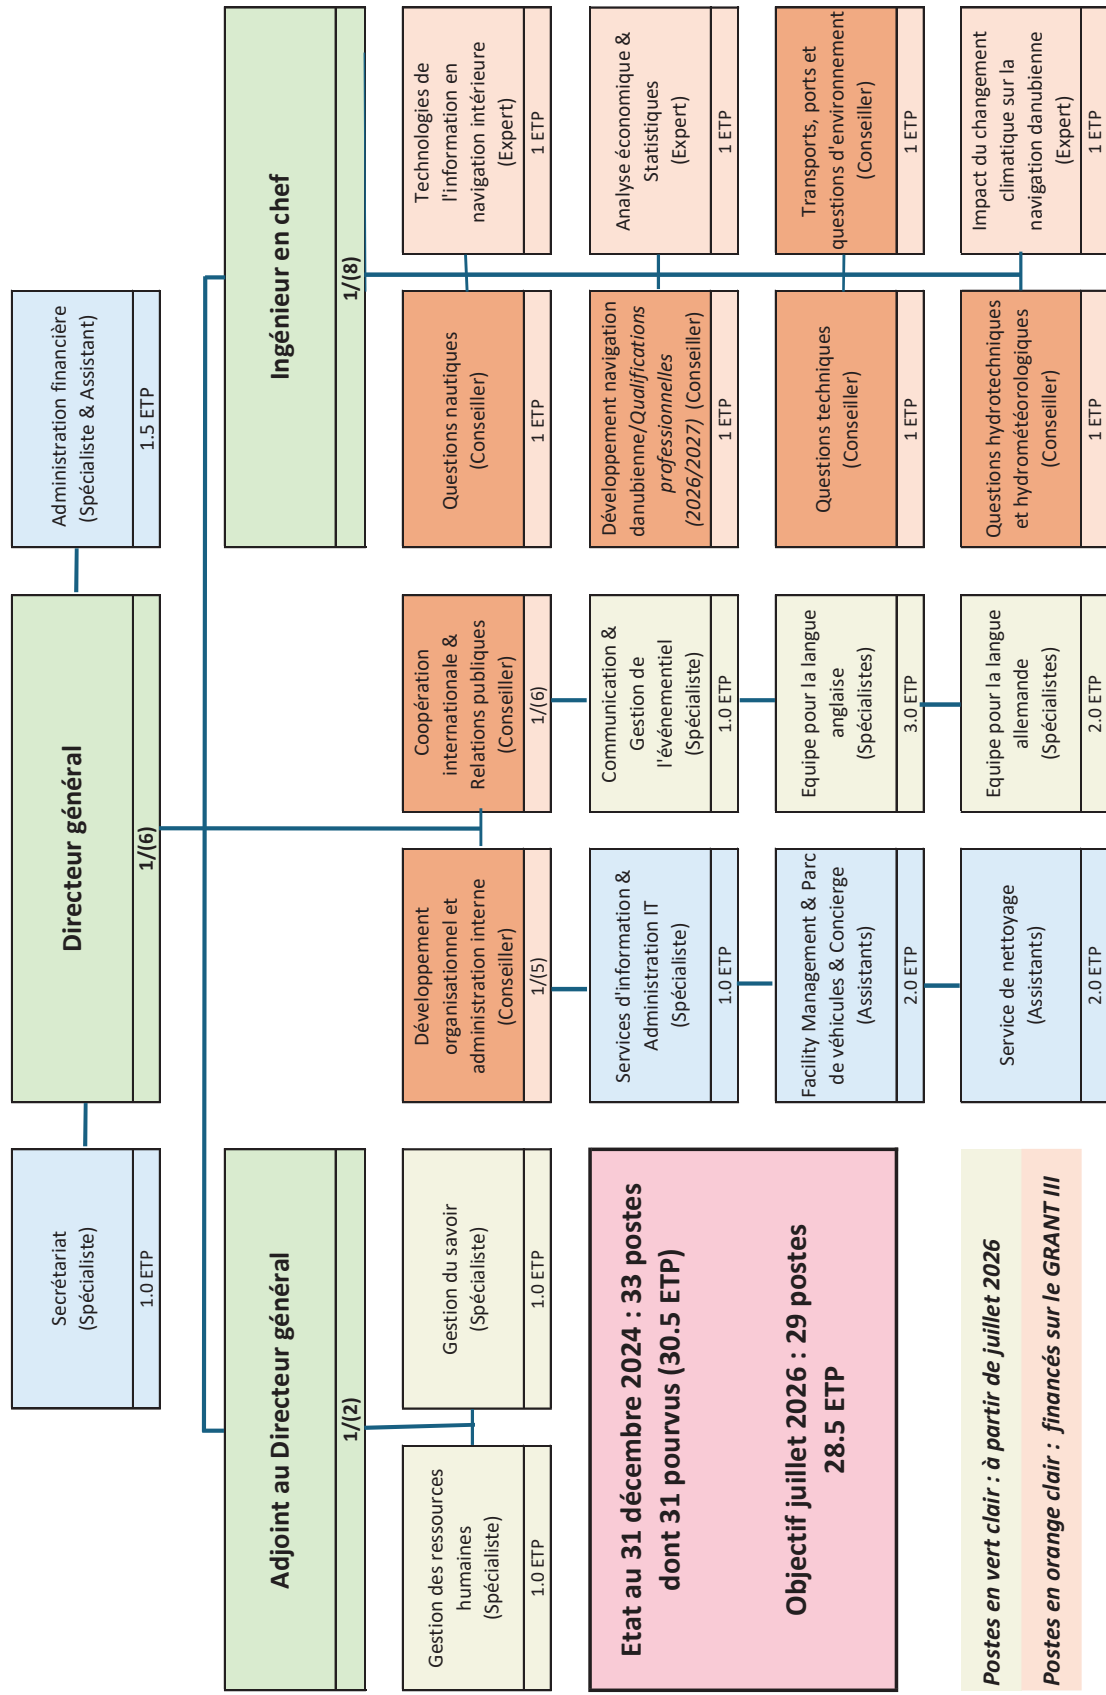 Secrétariat
(Spécialiste)
1.0 ETP
Directeur général
1/(6)
Administration financière
(Spécialiste & Assistant)
1.5 ETP
Adjoint au Directeur général
1/(2)
Ingénieur en chef
1/(8)
Gestion des ressources
humaines
(Spécialiste)
1.0 ETP
Gestion du savoir
(Spécialiste)
1.0 ETP
Développement
organisationnel et
administration interne
(Conseiller)
1/(5)
Coopération
internationale &
Relations publiques
(Conseiller)
1/(6)
Questions nautiques
(Conseiller)
1 ETP
Technologies de
l'information en
navigation intérieure
(Expert)
1 ETP
Etat au 31 décembre 2024 : 33 postes
dont 31 pourvus (30.5 ETP)
Objectif juillet 2026 : 29 postes
28.5 ETP
Services d'information &
Administration IT
(Spécialiste)
1.0 ETP
Communication &
Gestion de
l'événementiel
(Spécialiste)
1.0 ETP
Développement navigation
danubienne/Qualifications
professionnelles
(2026/2027) (Conseiller)
1 ETP
Analyse économique &
Statistiques
(Expert)
1 ETP
Facility Management & Parc
de véhicules & Concierge
(Assistants)
2.0 ETP
Equipe pour la langue
anglaise
(Spécialistes)
3.0 ETP
Questions techniques
(Conseiller)
1 ETP
Transports, ports et
questions d'environnement
(Conseiller)
1 ETP
Service de nettoyage
(Assistants)
2.0 ETP
Equipe pour la langue
allemande
(Spécialistes)
2.0 ETP
Questions hydrotechniques
et hydrométéorologiques
(Conseiller)
1 ETP
Impact du changement
climatique sur la
navigation danubienne
(Expert)
1 ETP
Postes en vert clair : à partir de juillet 2026
Postes en orange clair : financés sur le GRANT III